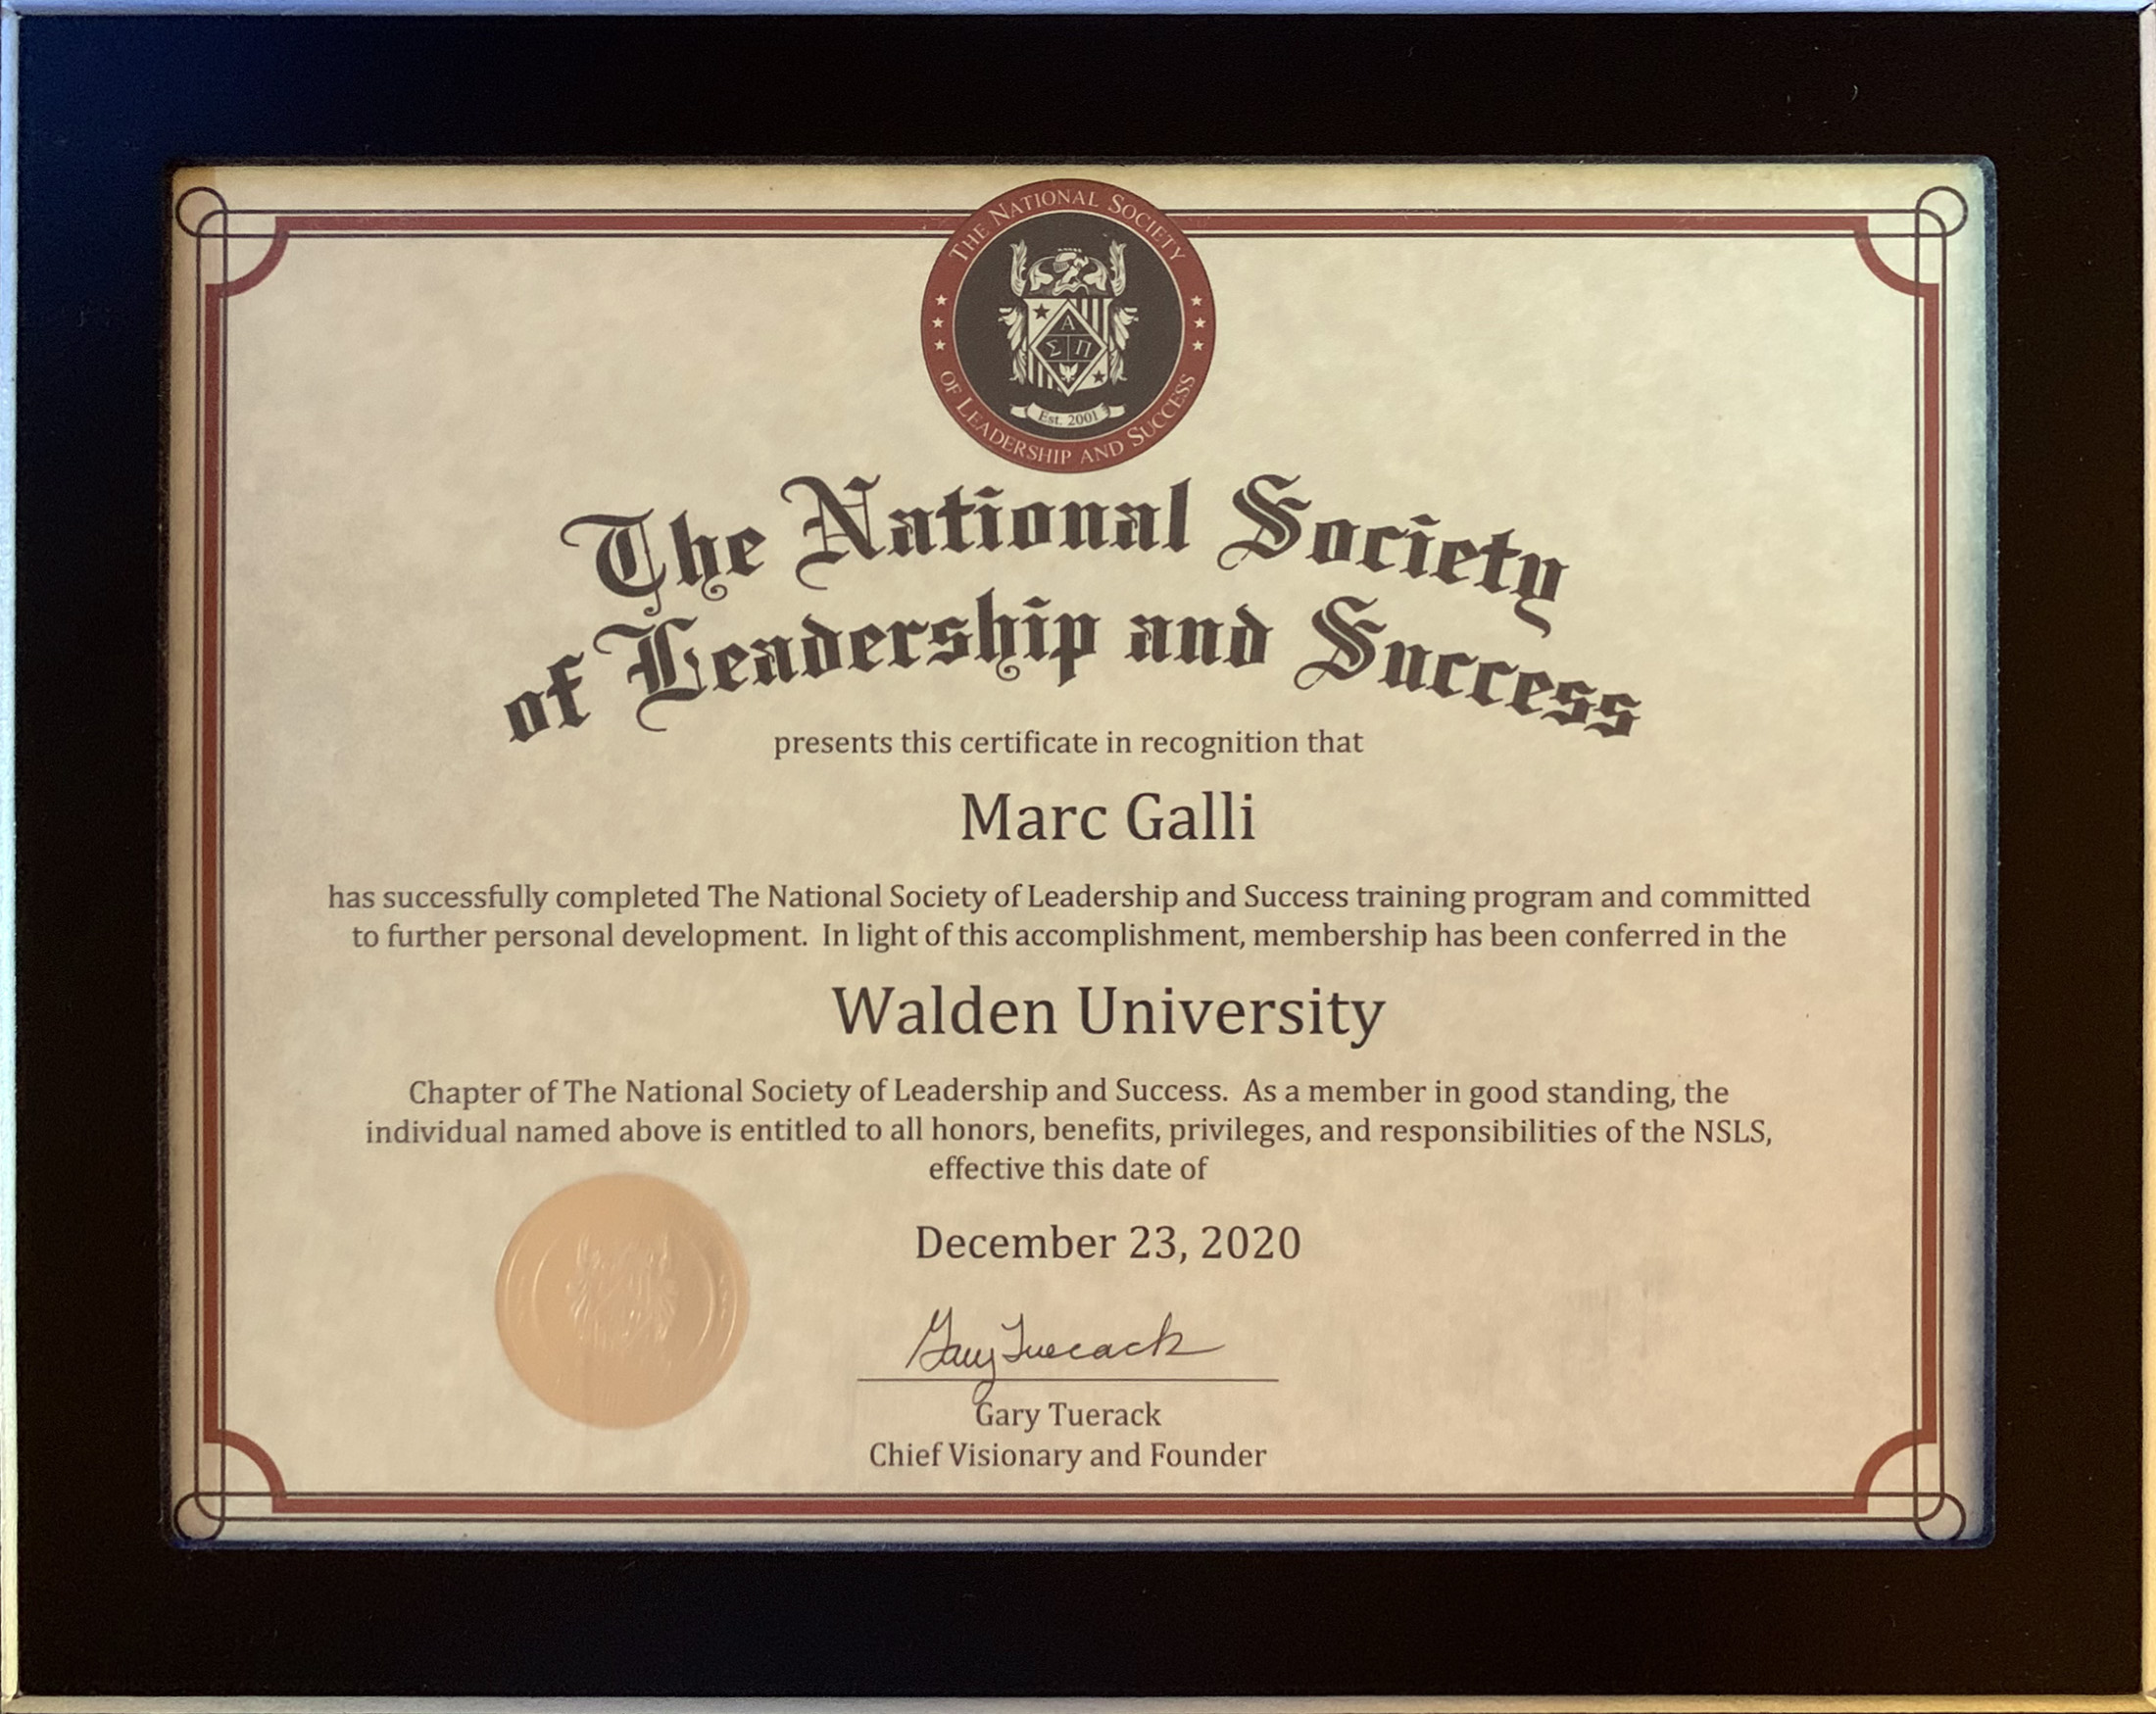 THE NATIONAL SOCIETY
Α
Σ Π
Est. 2001
OF LEADERSHIP AND SUCCESS
The National Society
of Leadership and Success
presents this certificate in recognition that
Marc Galli
has successfully completed The National Society of Leadership and Success training program and committed
to further personal development.  In light of this accomplishment, membership has been conferred in the
Walden University
Chapter of The National Society of Leadership and Success.  As a member in good standing, the
individual named above is entitled to all honors, benefits, privileges, and responsibilities of the NSLS,
effective this date of
December 23, 2020
Gary Tuerack
Gary Tuerack
Chief Visionary and Founder